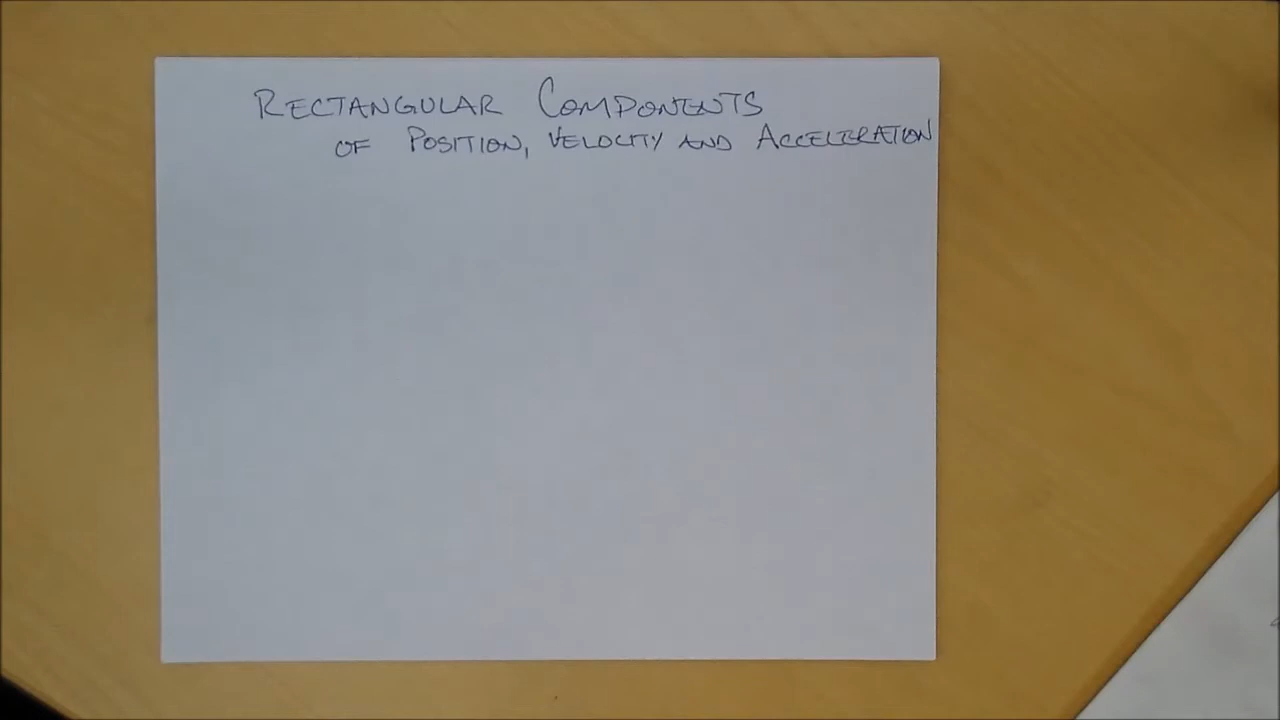 RECTANGULAR COMPONENTS
OF POSITION, VELOCITY AND ACCELERATION